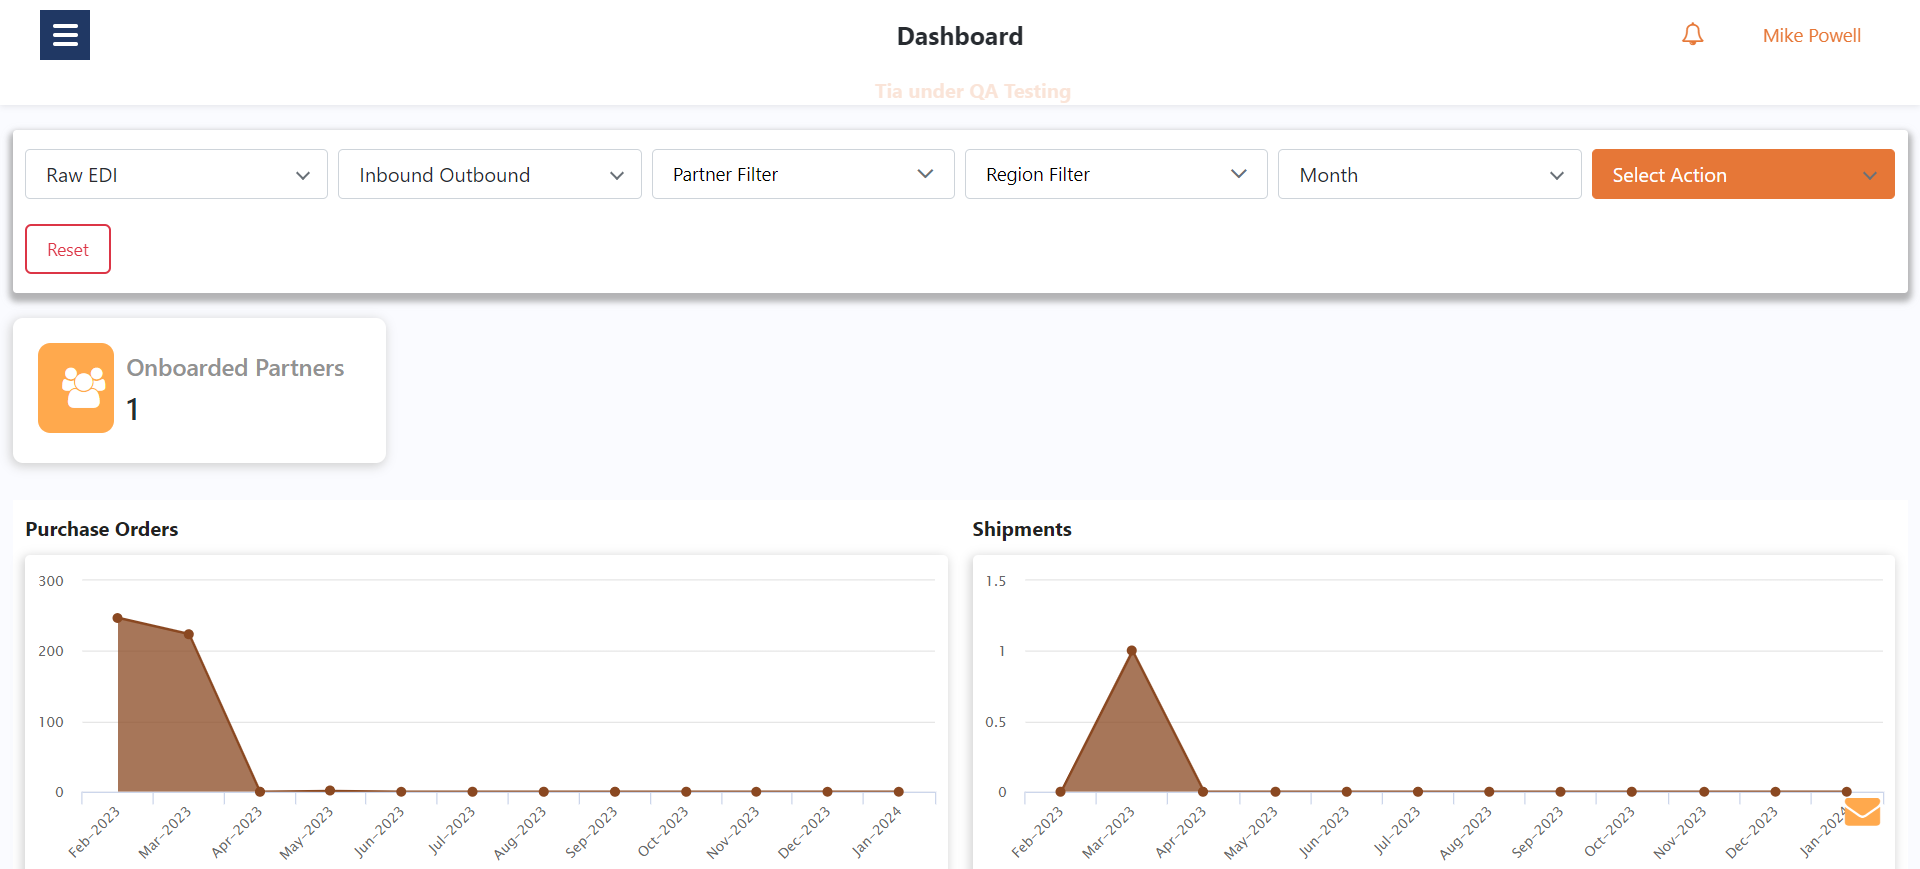 Dashboard
Mike Powell
Tia under QA Testing
Raw EDI
Inbound Outbound
Partner Filter
Region Filter
Month
Select Action
Reset
Onboarded Partners
1
Purchase Orders
300
200
100
0
Feb-2023
Mar-2023
Apr-2023
May-2023
Jun-2023
Jul-2023
Aug-2023
Sep-2023
Oct-2023
Nov-2023
Dec-2023
Jan-2024
Shipments
1.5
1
0.5
0
Feb-2023
Mar-2023
Apr-2023
May-2023
Jun-2023
Jul-2023
Aug-2023
Sep-2023
Oct-2023
Nov-2023
Dec-2023
Jan-2024